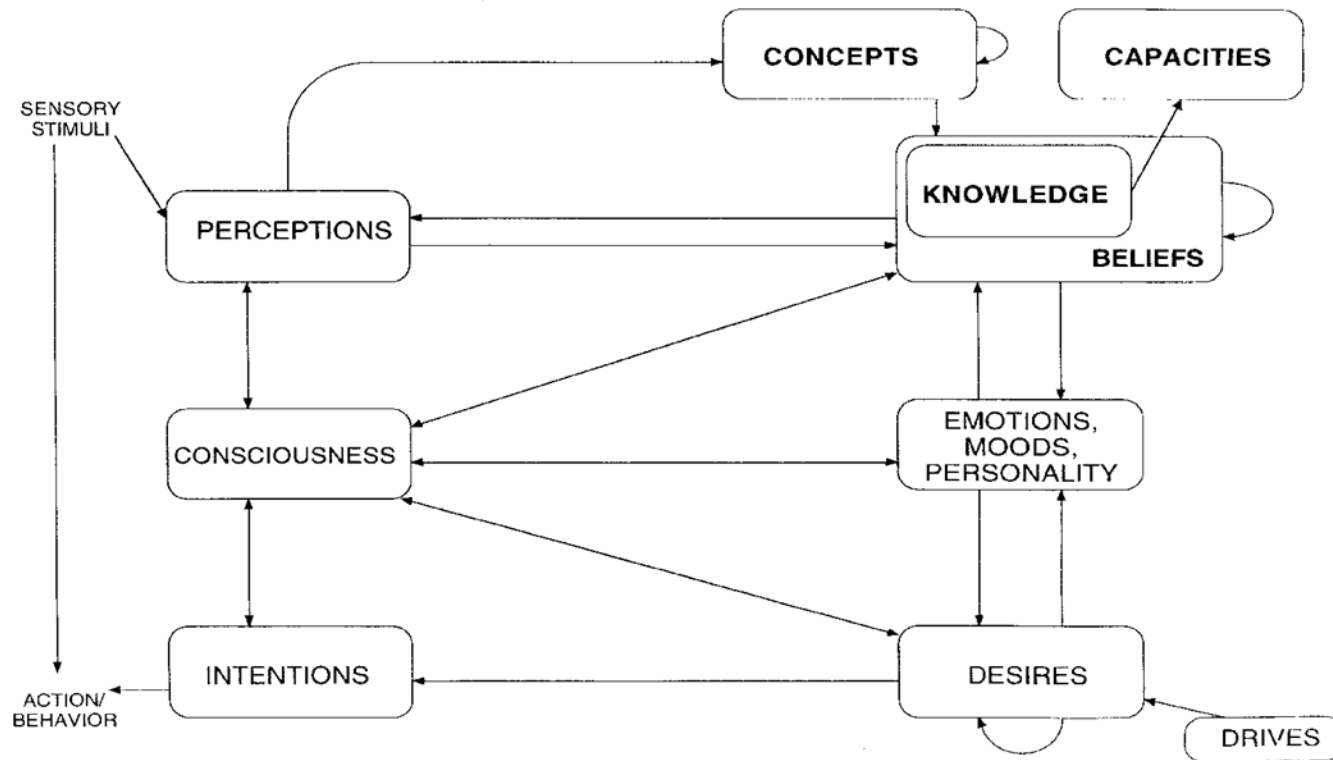 CONCEPTS
CAPACITIES
SENSORY
STIMULI
KNOWLEDGE
PERCEPTIONS
BELIEFS
EMOTIONS,
MOODS,
PERSONALITY
CONSCIOUSNESS
INTENTIONS
DESIRES
ACTION/
BEHAVIOR
DRIVES